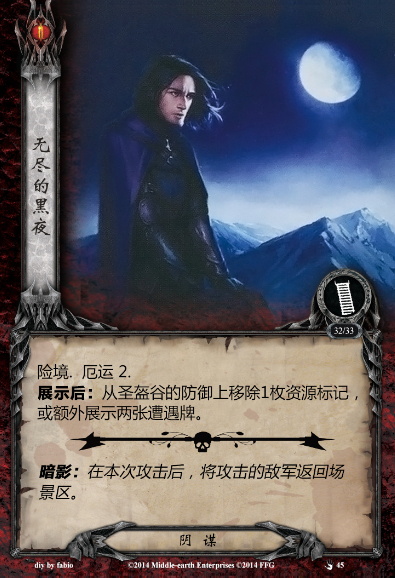 无尽的黑夜
32/33
险境. 厄运 2.
展示后：从圣盔谷的防御上移除1枚资源标记，
或额外展示两张遭遇牌。
暗影：在本次攻击后，将攻击的敌军返回场
景区。
阴 谋
diy by fabio ©2014 Middle-earth Enterprises ©2014 FFG 45